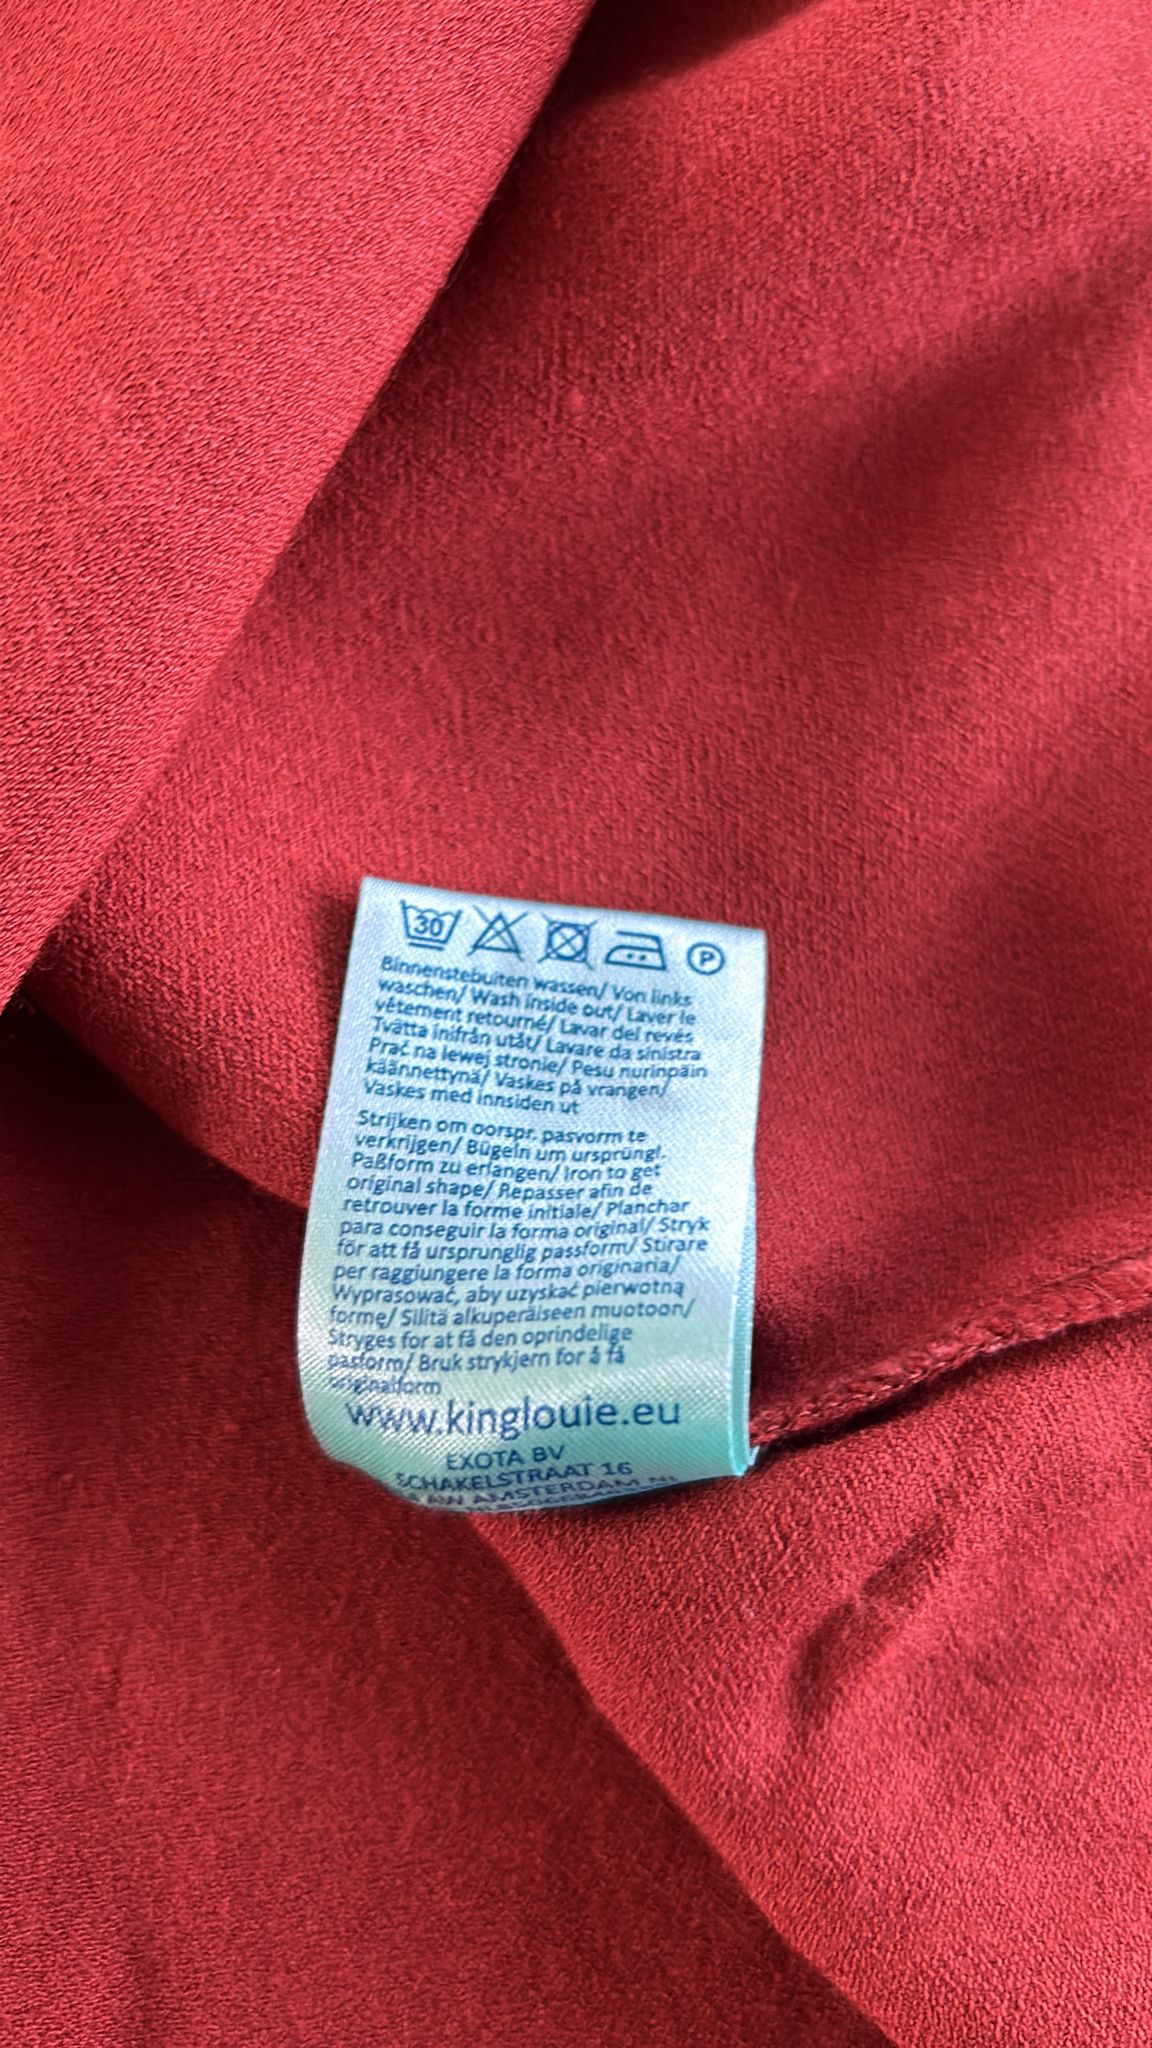 30
P
Binnenstebuiten wassen/ Von links
waschen/ Wash inside out/ Laver le
vêtement retourné/ Lavar del revés
Tvätta inifrån utåt/ Lavare da sinistra
Prać na lewej stronie/ Pesu nurinpäin
käännettynä/ Vaskes på vrangen/
Vaskes med innsiden ut
Strijken om oorspr. pasvorm te
verkrijgen/ Bügeln um ursprüngl.
Paßform zu erlangen/ Iron to get
original shape/ Repasser afin de
retrouver la forme initiale/ Planchar
para conseguir la forma original/ Stryk
för att få ursprunglig passform/ Stirare
per raggiungere la forma originaria/
Wyprasować, aby uzyskać pierwotną
formę/ Silitä alkuperäiseen muotoon/
Stryges for at få den oprindelige
pasform/ Bruk strykjern for å få
originalform
www.kinglouie.eu
EXOTA BV
SCHAKELSTRAAT 16
AMSTERDAM NL